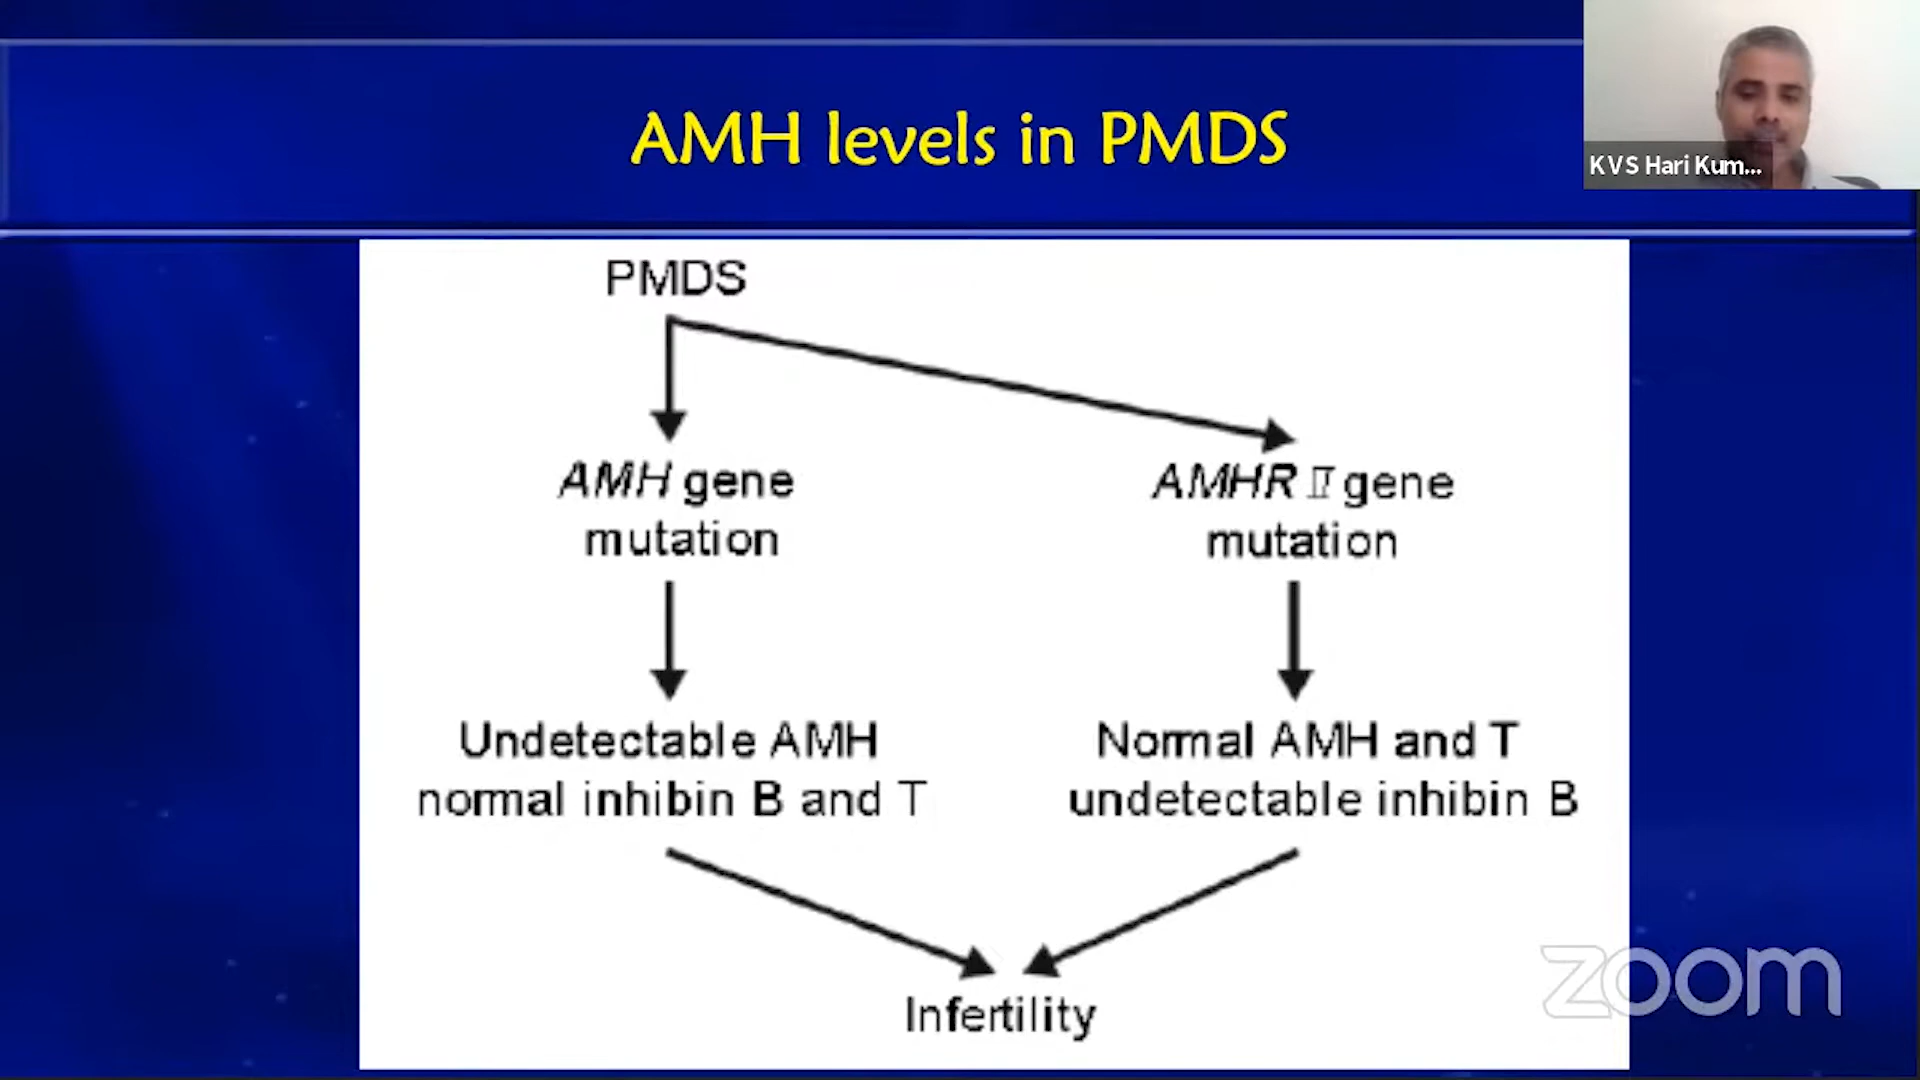 AMH levels in PMDS
K V S Hari Kum...
PMDS
AMH gene
mutation
AMHR II gene
mutation
Undetectable AMH
normal inhibin B and T
Normal AMH and T
undetectable inhibin B
Infertility
zoom